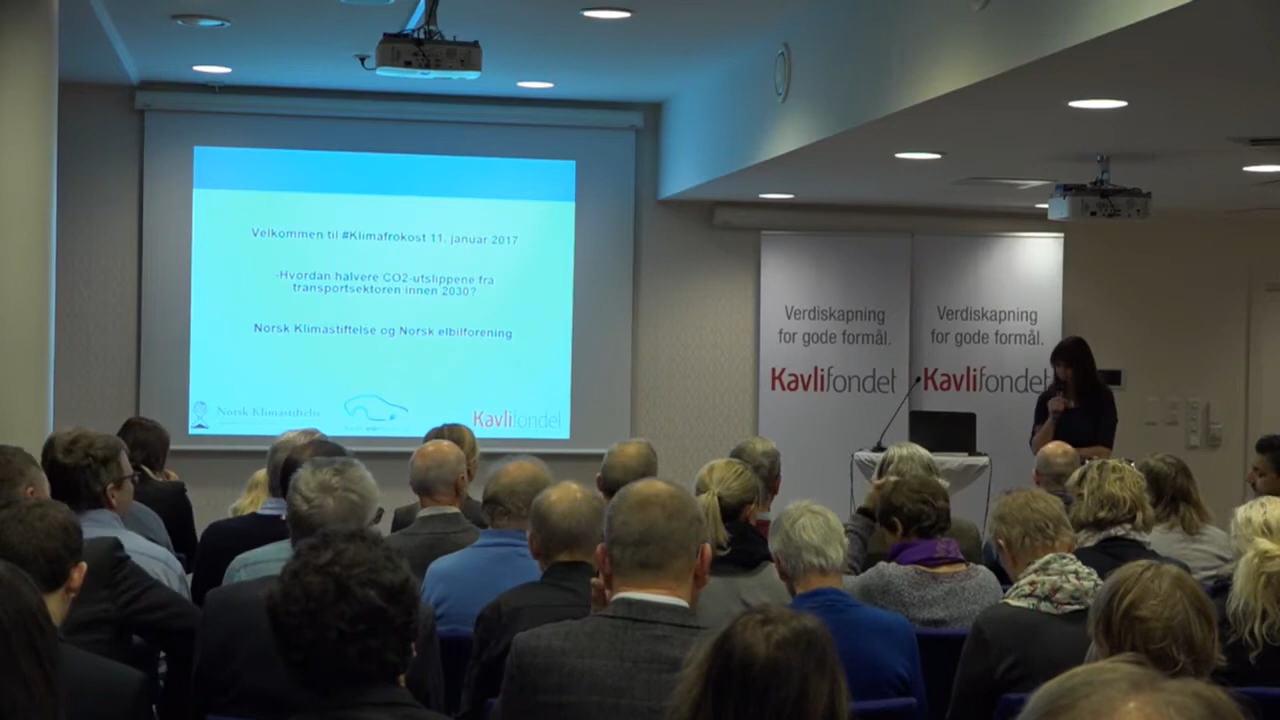 Velkommen til #Klimafrokost 11. januar 2017
-Hvordan halvere CO2-utslippene fra
transportsektoren innen 2030?
Norsk Klimastiftelse og Norsk elbilforening
Norsk Klimastiftelse
Kavlifondet
Verdiskapning
for gode formål.
Kavlifondet
Verdiskapning
for gode formål.
Kavlifondet